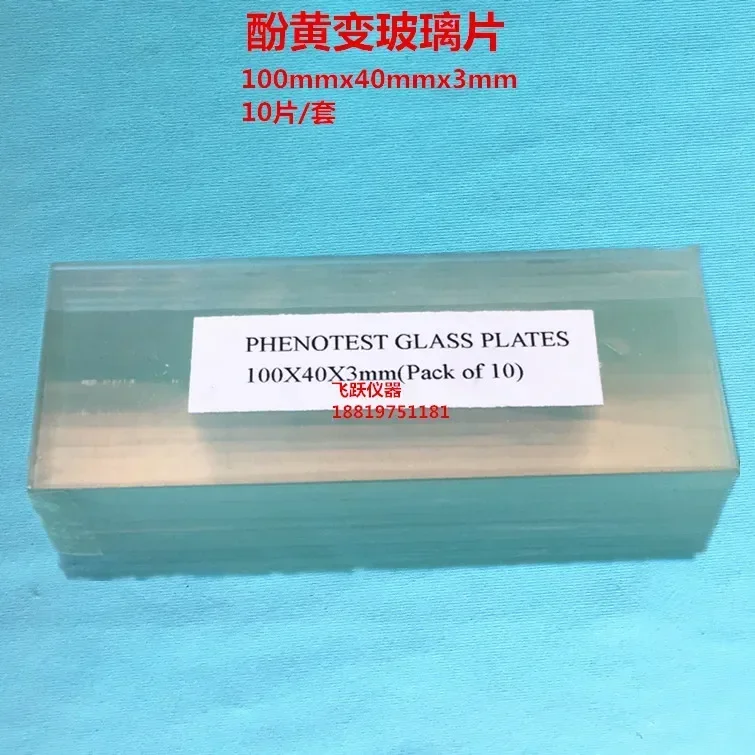 酚黄变玻璃片
100mmx40mmx3mm
10片/套
PHENOTEST GLASS PLATES
100X40X3mm(Pack of 10)
飞跃仪器
18819751181